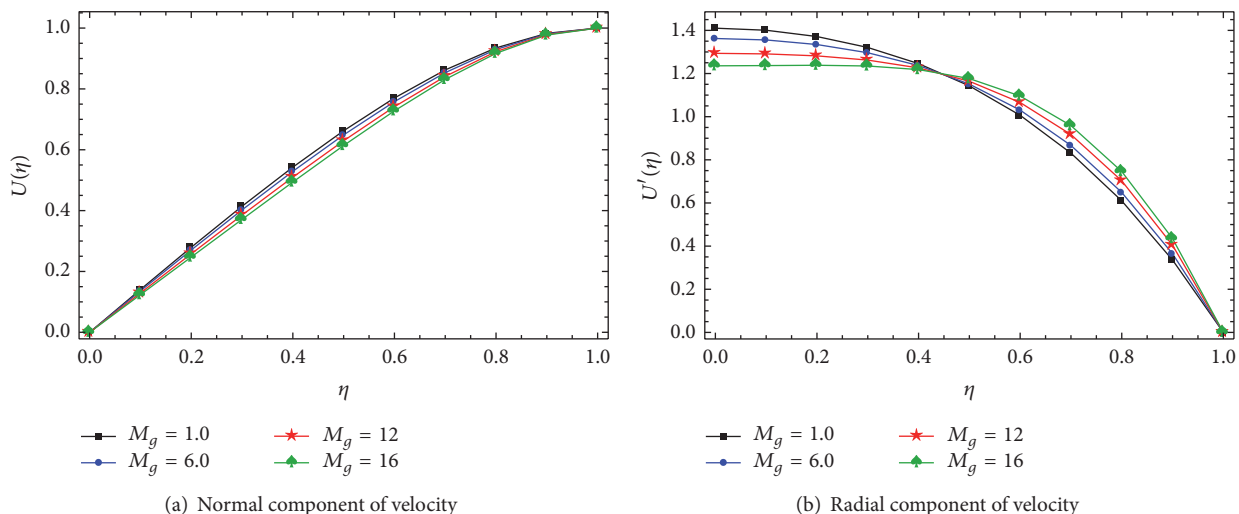 1.0
0.8
0.6
0.4
0.2
0.0
U(η)
0.0 0.2 0.4 0.6 0.8 1.0
η
M_g = 1.0
M_g = 6.0
M_g = 12
M_g = 16
(a) Normal component of velocity
1.4
1.2
1.0
0.8
0.6
0.4
0.2
0.0
U′(η)
0.0 0.2 0.4 0.6 0.8 1.0
η
M_g = 1.0
M_g = 6.0
M_g = 12
M_g = 16
(b) Radial component of velocity